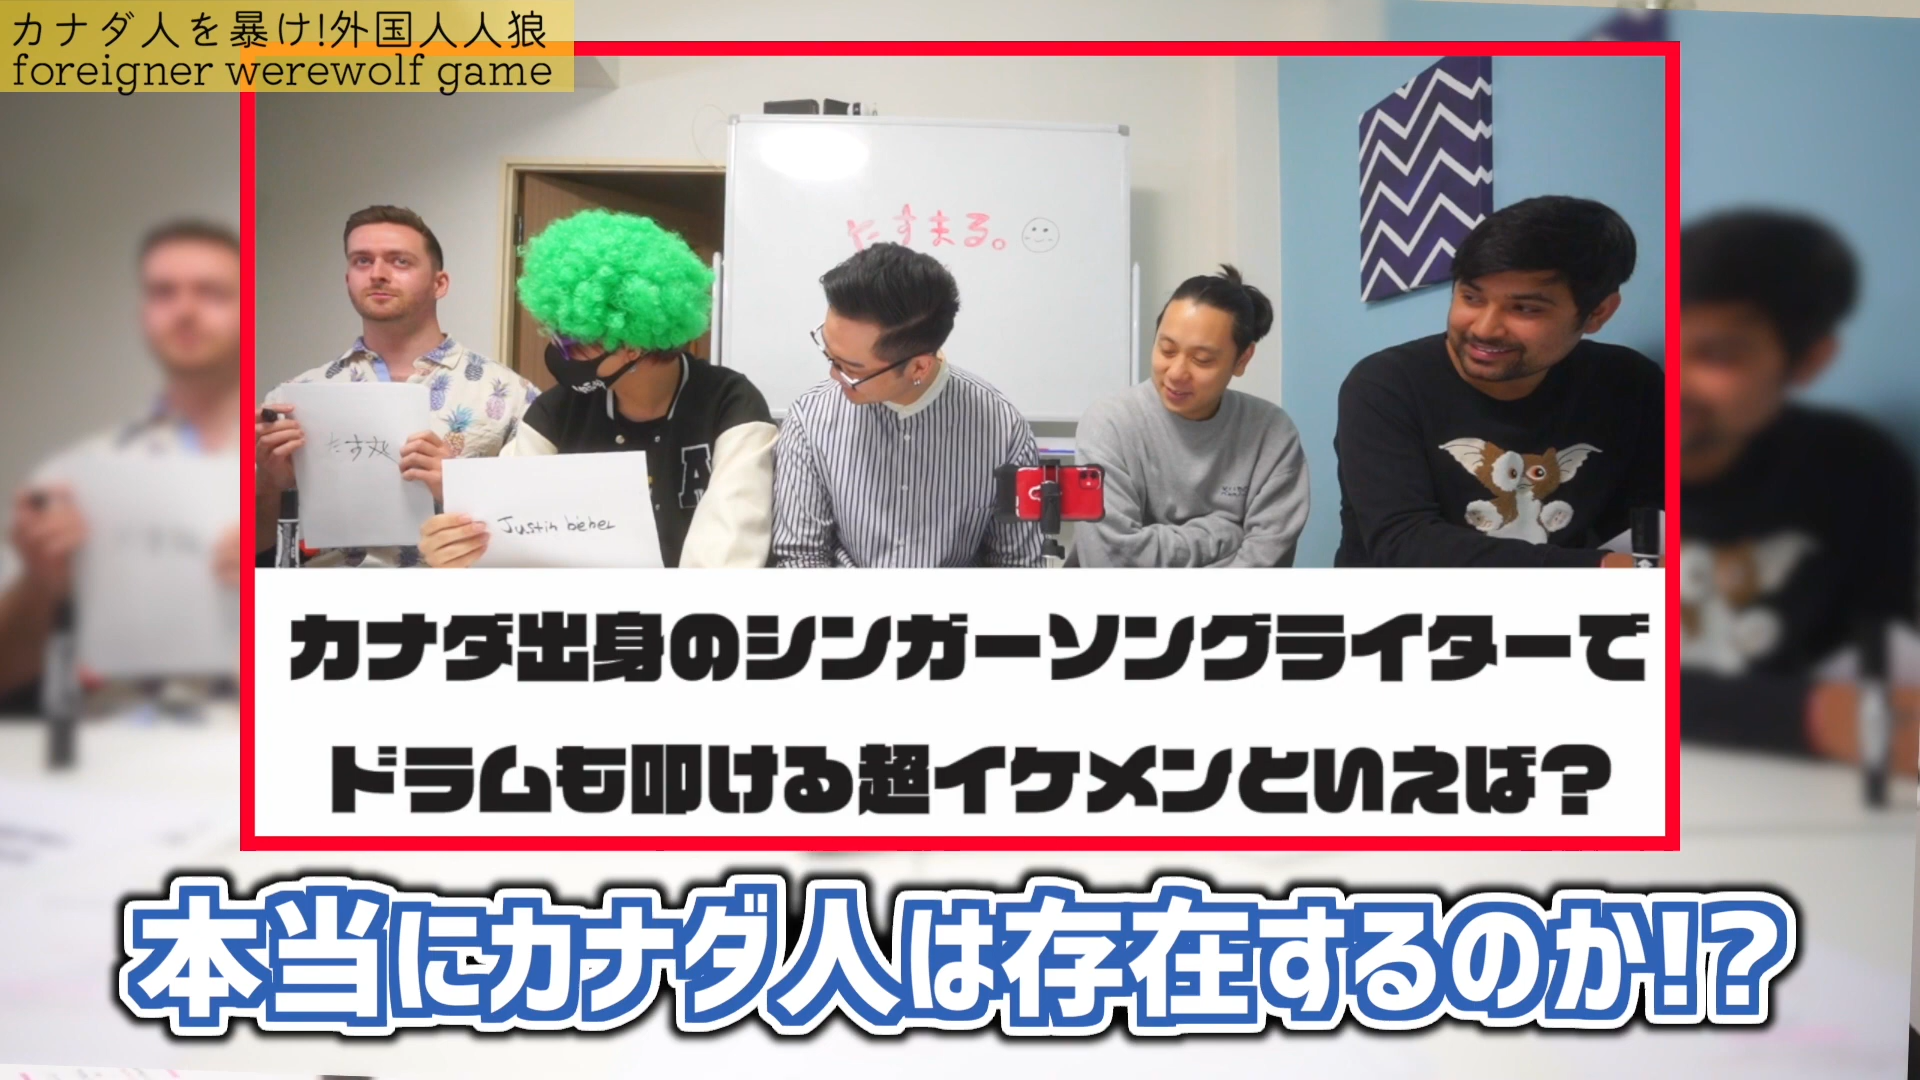 カナダ人を暴け!外国人人狼
foreigner werewolf game
たすまる。
Justin bieber
カナダ出身のシンガーソングライターで
ドラムも叩ける超イケメンといえば？
本当にカナダ人は存在するのか!?